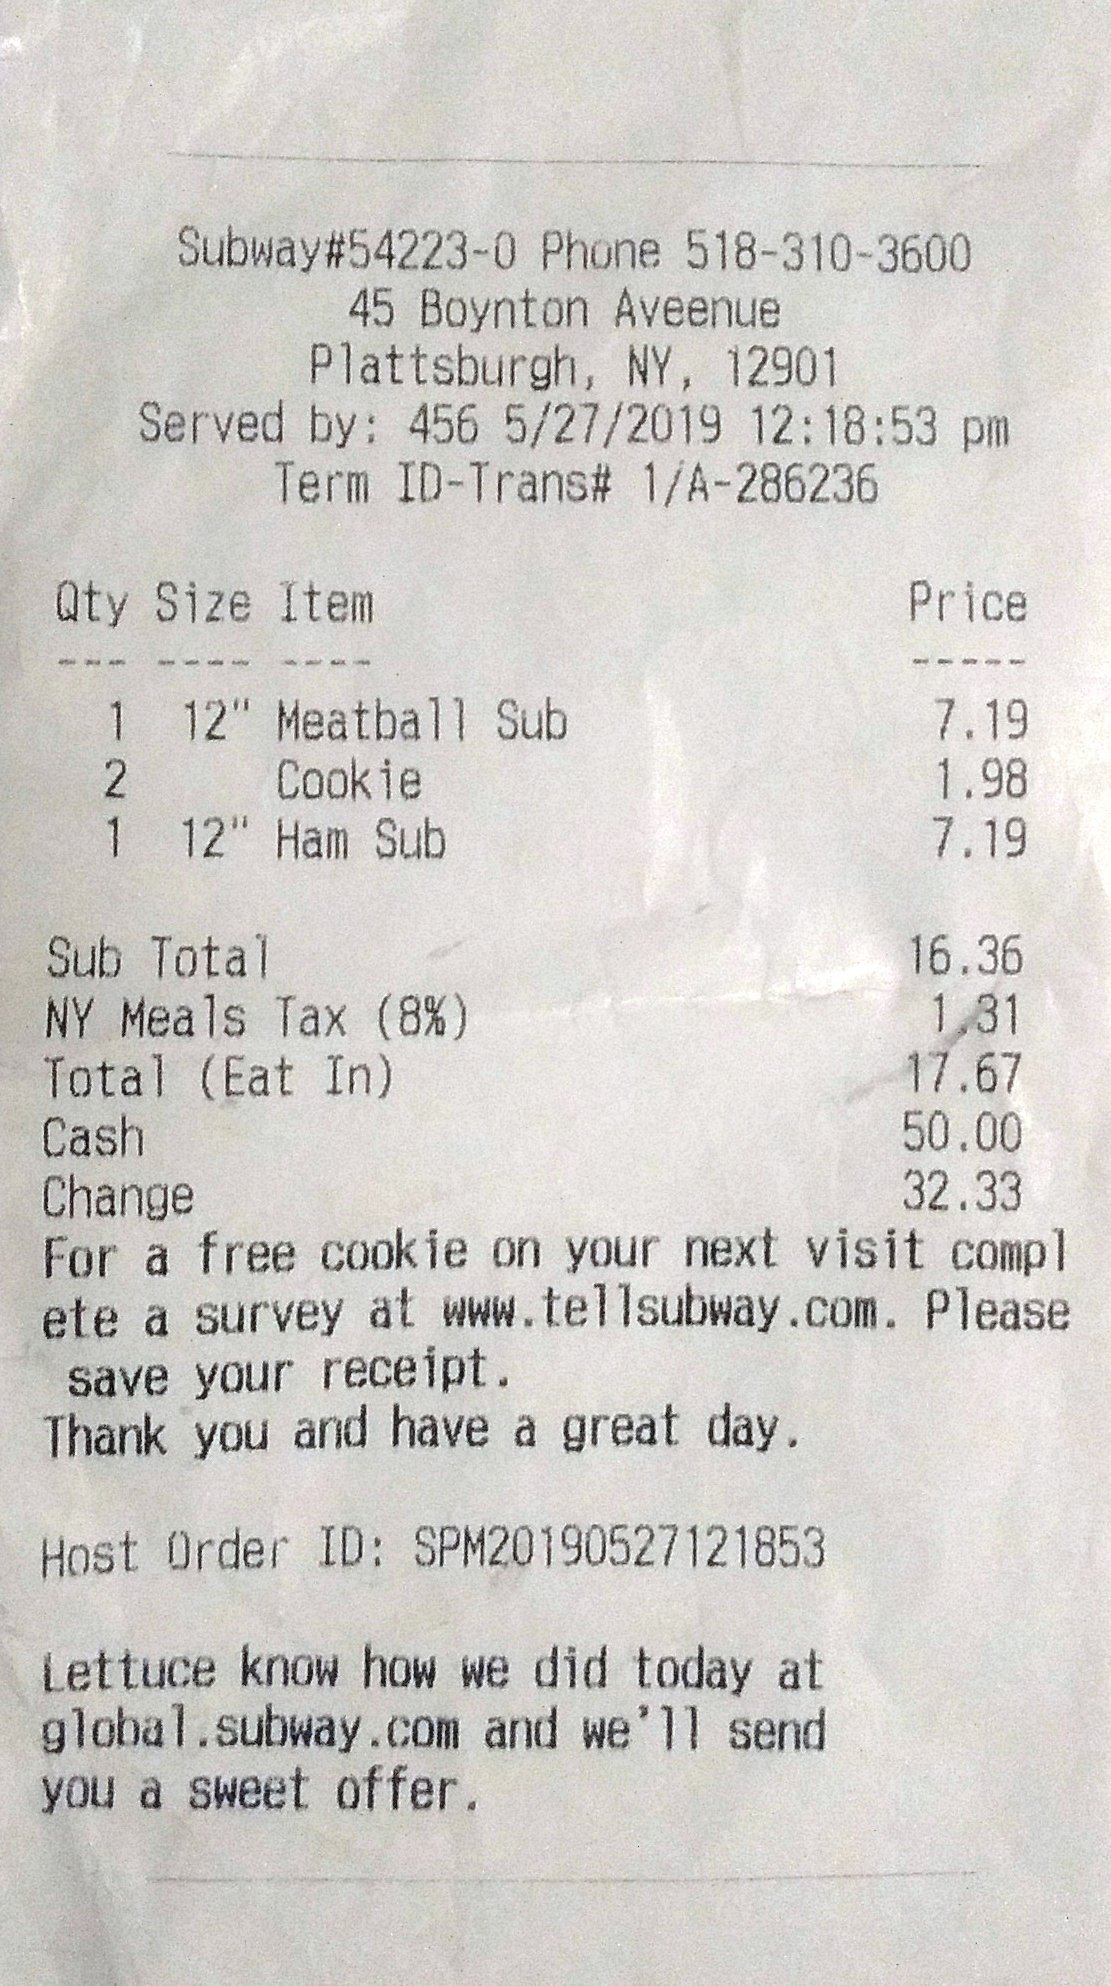 Subway#54223-0 Phone 518-310-3600
45 Boynton Aveenue
Plattsburgh, NY, 12901
Served by: 456 5/27/2019 12:18:53 pm
Term ID-Trans# 1/A-286236
Qty Size Item Price
--- ---- ---- -----
1 12" Meatball Sub 7.19
2 Cookie 1.98
1 12" Ham Sub 7.19
Sub Total 16.36
NY Meals Tax (8%) 1.31
Total (Eat In) 17.67
Cash 50.00
Change 32.33
For a free cookie on your next visit compl
ete a survey at www.tellsubway.com. Please
save your receipt.
Thank you and have a great day.
Host Order ID: SPM20190527121853
Lettuce know how we did today at
global.subway.com and we'll send
you a sweet offer.